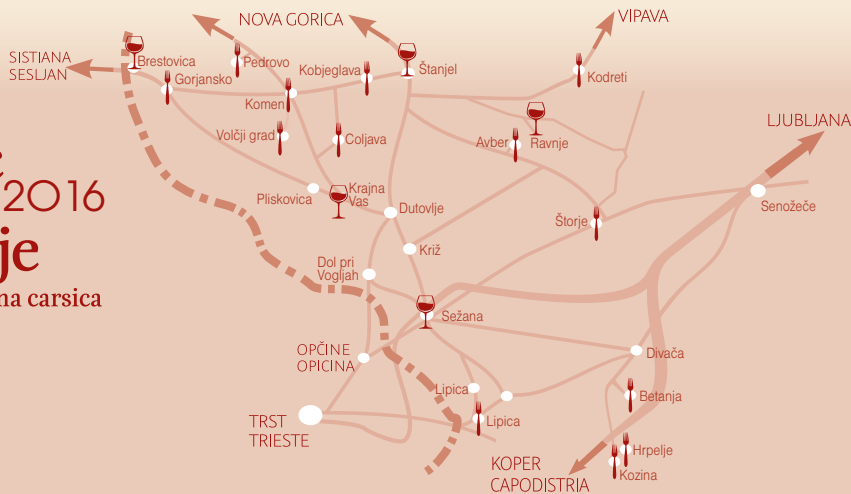 NOVA GORICA
VIPAVA
SISTIANA
SESLJAN
Brestovica
Pedrovo
Gorjansko
Kobjeglava
Štanjel
Kodreti
Komen
LJUBLJANA
Volčji grad
Coljava
Avber
Ravnje
2016
je
na carsica
Pliskovica
Krajna
Vas
Dutovlje
Senožeče
Štorje
Križ
Dol pri
Vogljah
Sežana
OPČINE
OPICINA
Divača
Lipica
Betanja
TRST
TRIESTE
Lipica
Hrpelje
Kozina
KOPER
CAPODISTRIA